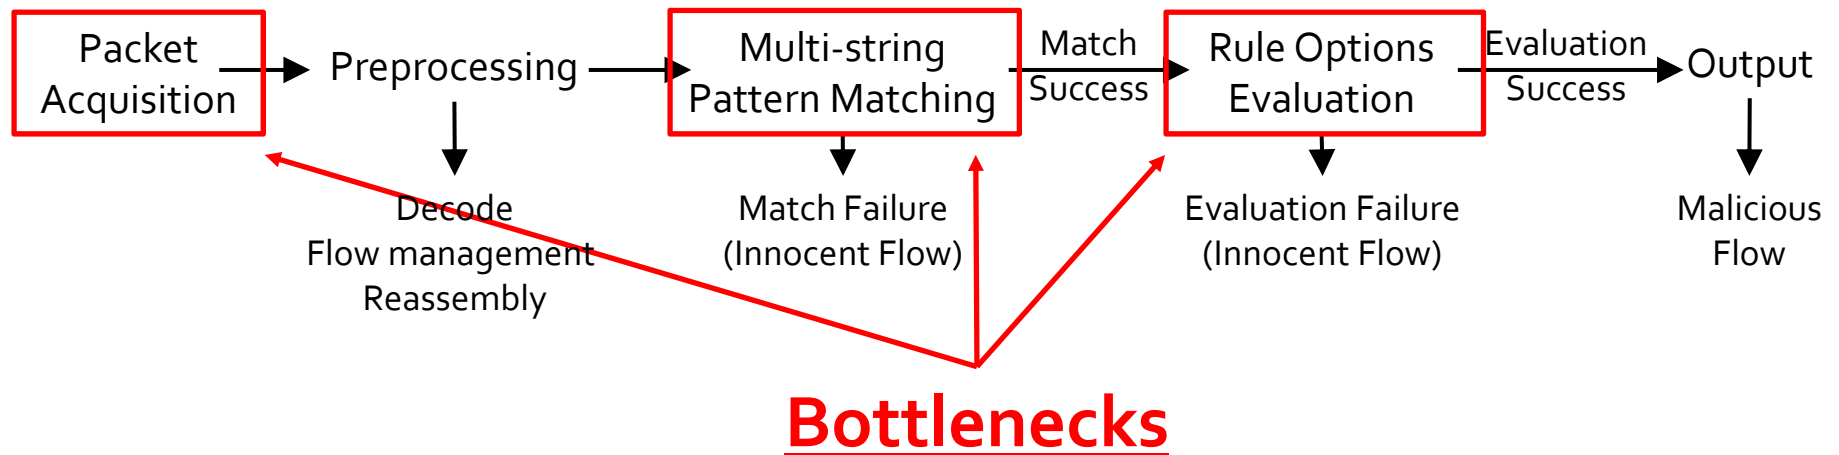 Packet
Acquisition
Preprocessing
Multi-string
Pattern Matching
Match
Success
Rule Options
Evaluation
Evaluation
Success
Output
Decode
Flow management
Reassembly
Match Failure
(Innocent Flow)
Evaluation Failure
(Innocent Flow)
Malicious
Flow
Bottlenecks